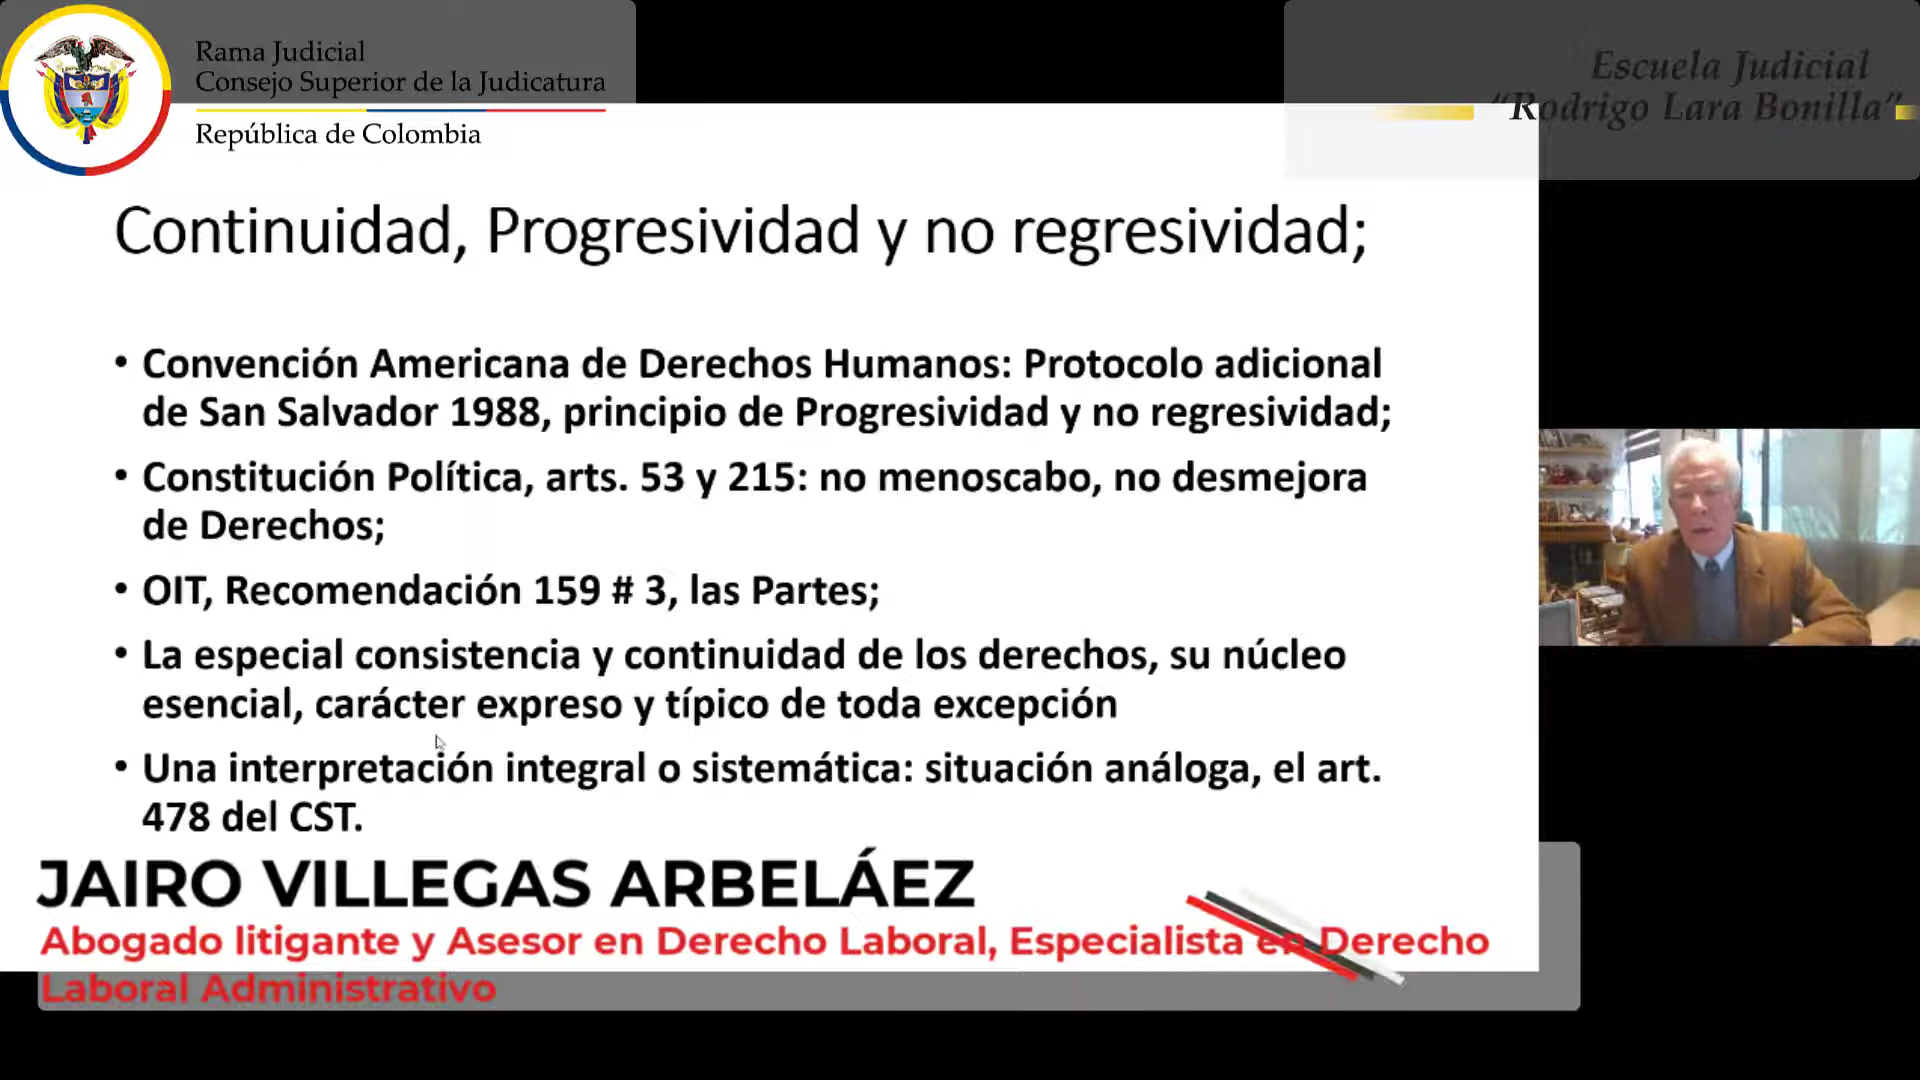 Rama Judicial
Consejo Superior de la Judicatura
República de Colombia
Escuela Judicial
"Rodrigo Lara Bonilla"
Continuidad, Progresividad y no regresividad;
• Convención Americana de Derechos Humanos: Protocolo adicional
de San Salvador 1988, principio de Progresividad y no regresividad;
• Constitución Política, arts. 53 y 215: no menoscabo, no desmejora
de Derechos;
• OIT, Recomendación 159 # 3, las Partes;
• La especial consistencia y continuidad de los derechos, su núcleo
esencial, carácter expreso y típico de toda excepción
• Una interpretación integral o sistemática: situación análoga, el art.
478 del CST.
JAIRO VILLEGAS ARBELÁEZ
Abogado litigante y Asesor en Derecho Laboral, Especialista en Derecho
Laboral Administrativo